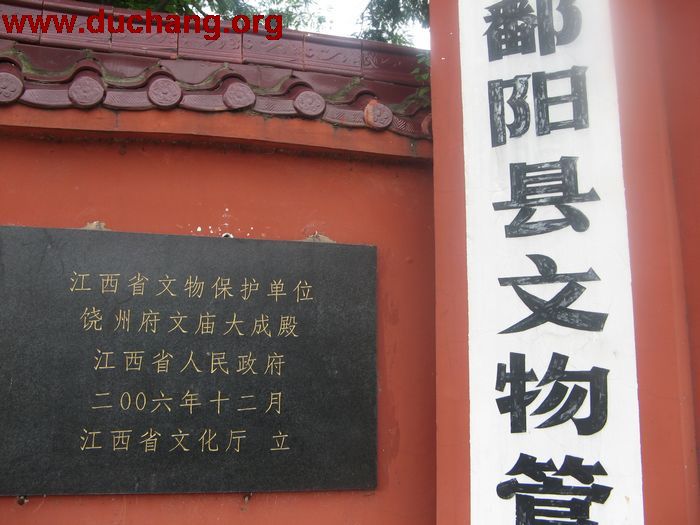 www.duchang.org
江西省文物保护单位
饶州府文庙大成殿
江西省人民政府
二00六年十二月
江西省文化厅 立
鄱阳县文物管